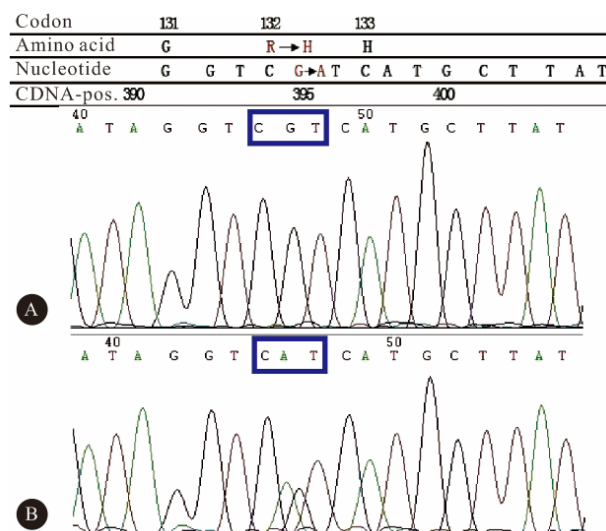 Codon 131 132 133
Amino acid G R→H H
Nucleotide G G T C G→A T C A T G C T T A T
CDNA-pos. 390 395 400
40 50
A T A G G T C G T C A T G C T T A T
A
40 50
A T A G G T C A T C A T G C T T A T
B